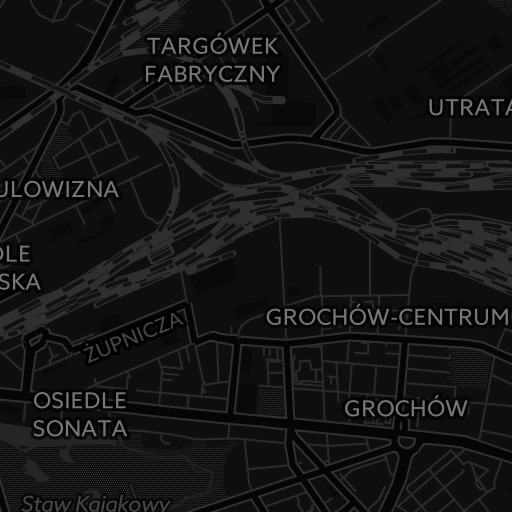 TARGÓWEK
FABRYCZNY
UTRATA
ULOWIZNA
OLE
SKA
GROCHÓW-CENTRUM
ŻUPNICZA
OSIEDLE
SONATA
GROCHÓW
Staw Kajakowy